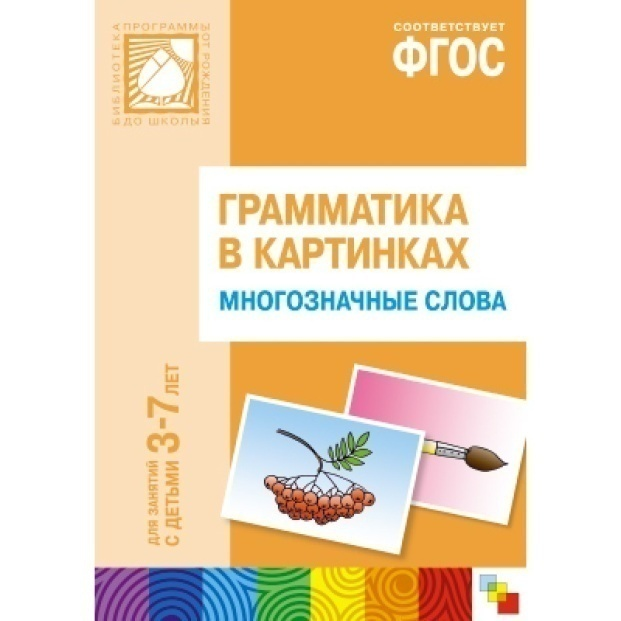 БИБЛИОТЕКА ПРОГРАММЫ ОТ РОЖДЕНИЯ ДО ШКОЛЫ
СООТВЕТСТВУЕТ
ФГОС
ГРАММАТИКА
В КАРТИНКАХ
МНОГОЗНАЧНЫЕ СЛОВА
ДЛЯ ЗАНЯТИЙ
С ДЕТЬМИ 3-7 ЛЕТ